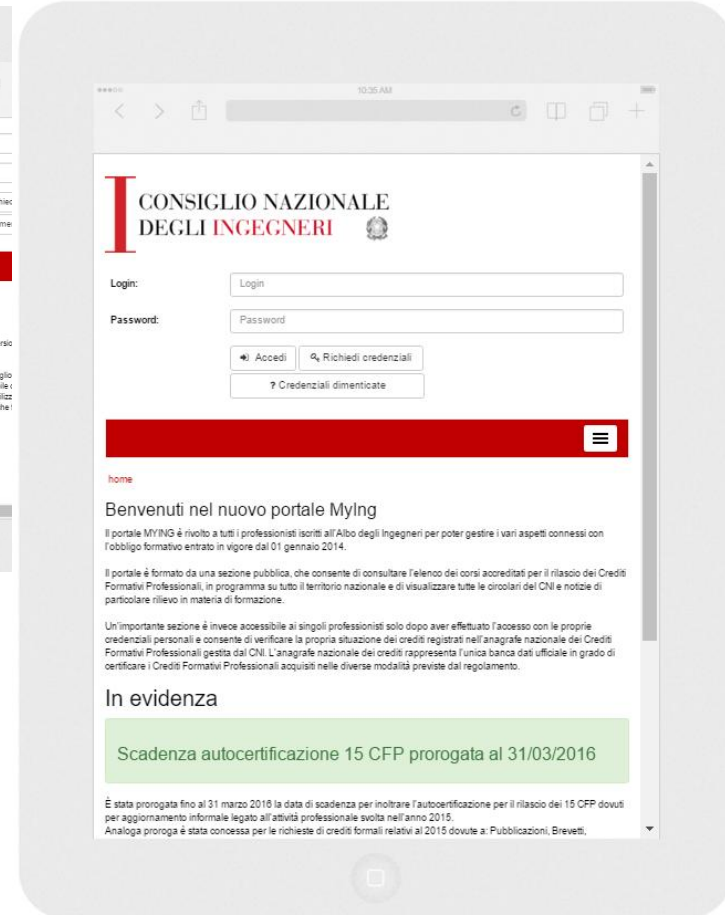 10:35 AM
CONSIGLIO NAZIONALE
DEGLI INGEGNERI
Login:
Login
Password:
Password
Accedi
Richiedi credenziali
? Credenziali dimenticate
home
Benvenuti nel nuovo portale MyIng
Il portale MYING è rivolto a tutti i professionisti iscritti all'Albo degli Ingegneri per poter gestire i vari aspetti connessi con
l'obbligo formativo entrato in vigore dal 01 gennaio 2014.
Il portale è formato da una sezione pubblica, che consente di consultare l'elenco dei corsi accreditati per il rilascio dei Crediti
Formativi Professionali, in programma su tutto il territorio nazionale e di visualizzare tutte le circolari del CNI e notizie di
particolare rilievo in materia di formazione.
Un'importante sezione è invece accessibile ai singoli professionisti solo dopo aver effettuato l'accesso con le proprie
credenziali personali e consente di verificare la propria situazione dei crediti registrati nell'anagrafe nazionale dei Crediti
Formativi Professionali gestita dal CNI. L'anagrafe nazionale dei crediti rappresenta l'unica banca dati ufficiale in grado di
certificare i Crediti Formativi Professionali acquisiti nelle diverse modalità previste dal regolamento.
In evidenza
Scadenza autocertificazione 15 CFP prorogata al 31/03/2016
È stata prorogata fino al 31 marzo 2016 la data di scadenza per inoltrare l'autocertificazione per il rilascio dei 15 CFP dovuti
per aggiornamento informale legato all'attività professionale svolta nell'anno 2015.
Analoga proroga è stata concessa per le richieste di crediti formali relativi al 2015 dovute a: Pubblicazioni, Brevetti,